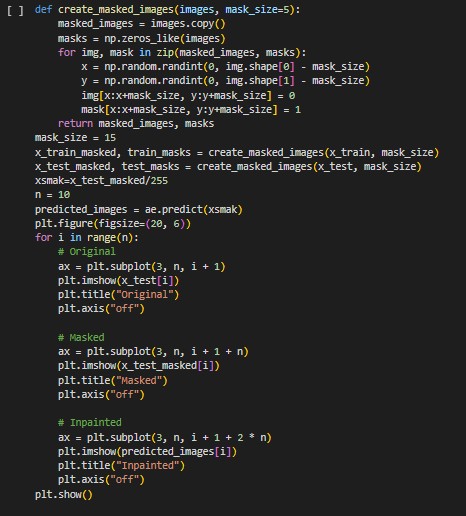 [ ] def create_masked_images(images, mask_size=5):
        masked_images = images.copy()
        masks = np.zeros_like(images)
        for img, mask in zip(masked_images, masks):
            x = np.random.randint(0, img.shape[0] - mask_size)
            y = np.random.randint(0, img.shape[1] - mask_size)
            img[x:x+mask_size, y:y+mask_size] = 0
            mask[x:x+mask_size, y:y+mask_size] = 1
        return masked_images, masks
    mask_size = 15
    x_train_masked, train_masks = create_masked_images(x_train, mask_size)
    x_test_masked, test_masks = create_masked_images(x_test, mask_size)
    xsmak=x_test_masked/255
    n = 10
    predicted_images = ae.predict(xsmak)
    plt.figure(figsize=(20, 6))
    for i in range(n):
        # Original
        ax = plt.subplot(3, n, i + 1)
        plt.imshow(x_test[i])
        plt.title("Original")
        plt.axis("off")

        # Masked
        ax = plt.subplot(3, n, i + 1 + n)
        plt.imshow(x_test_masked[i])
        plt.title("Masked")
        plt.axis("off")

        # Inpainted
        ax = plt.subplot(3, n, i + 1 + 2 * n)
        plt.imshow(predicted_images[i])
        plt.title("Inpainted")
        plt.axis("off")
    plt.show()